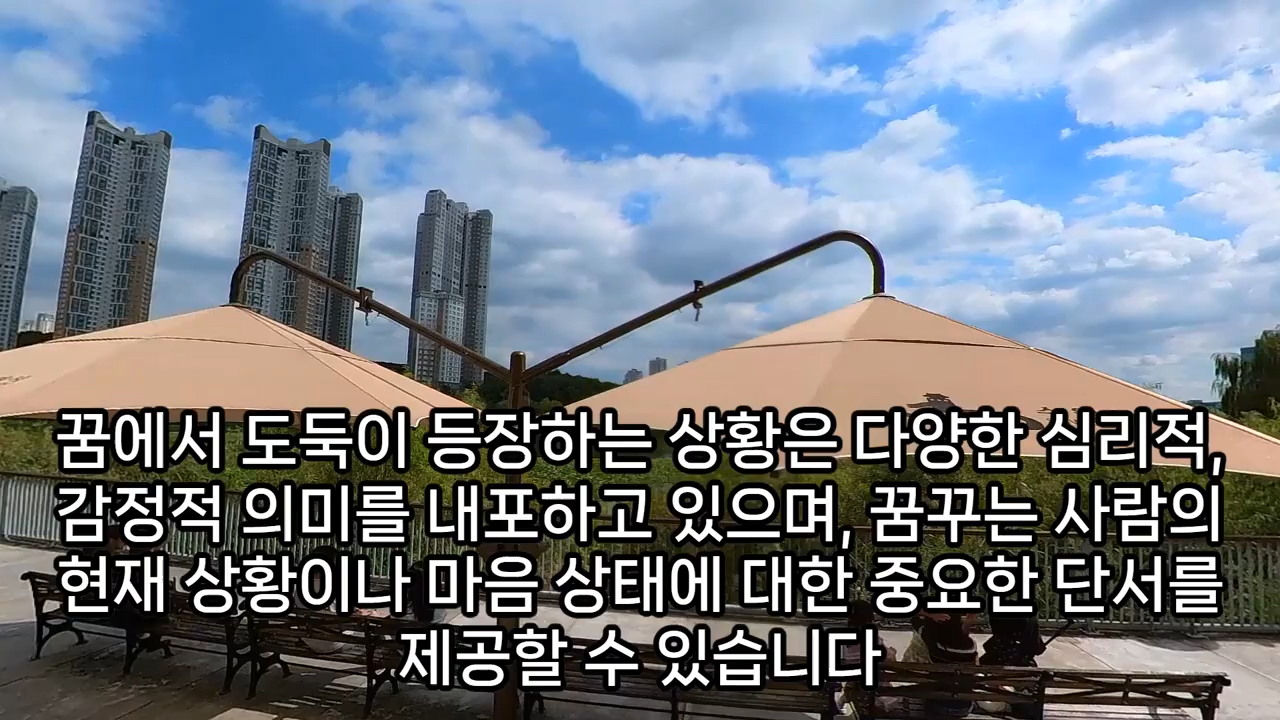 꿈에서 도둑이 등장하는 상황은 다양한 심리적,
감정적 의미를 내포하고 있으며, 꿈꾸는 사람의
현재 상황이나 마음 상태에 대한 중요한 단서를
제공할 수 있습니다